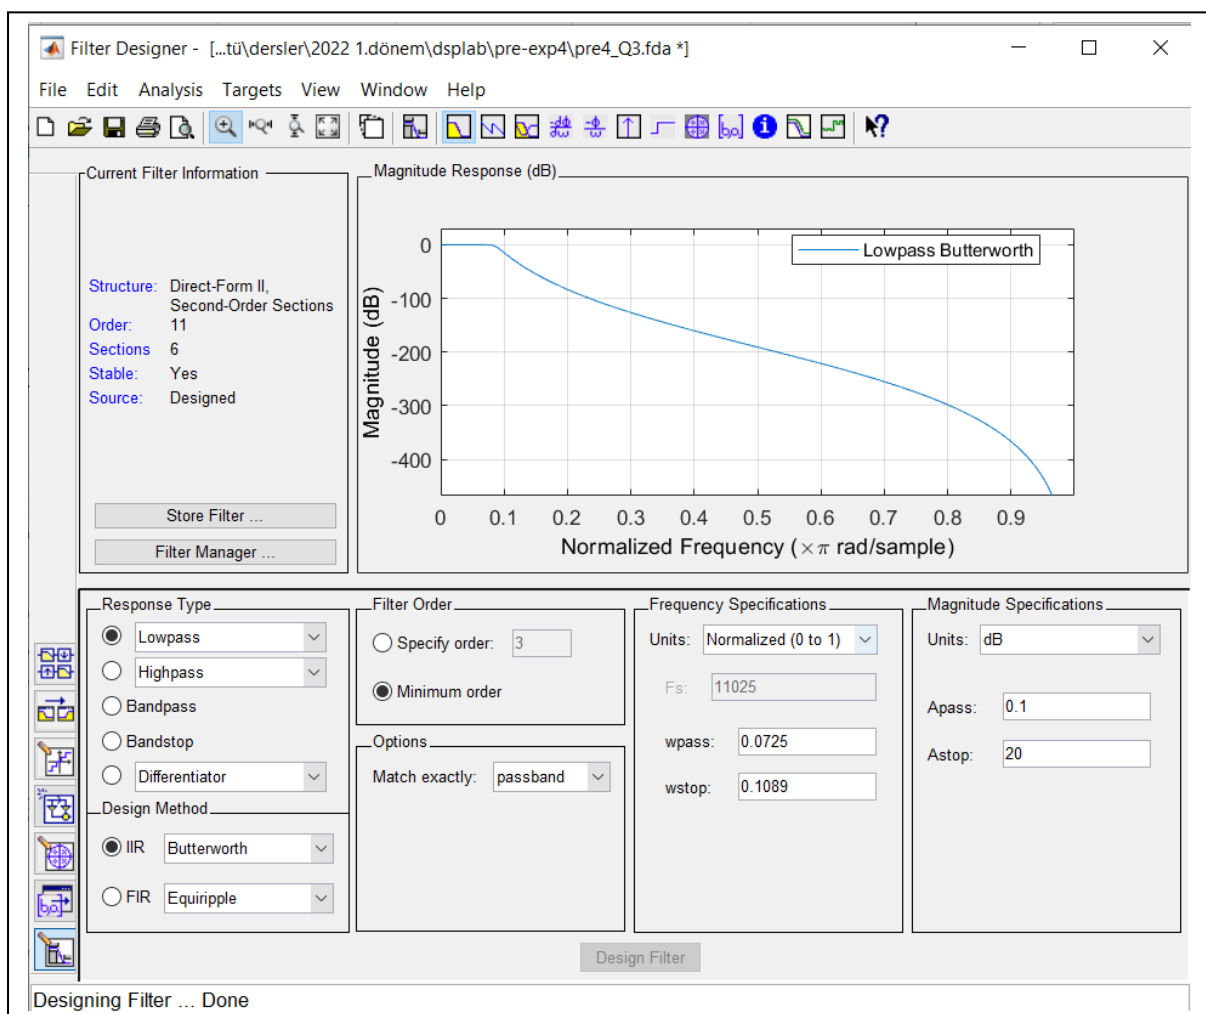 Filter Designer - [...tü\dersler\2022 1.dönem\dsplab\pre-exp4\pre4_Q3.fda *]
File Edit Analysis Targets View Window Help
Current Filter Information
Structure: Direct-Form II,
Second-Order Sections
Order: 11
Sections 6
Stable: Yes
Source: Designed
Store Filter ...
Filter Manager ...
Magnitude Response (dB)
Lowpass Butterworth
Magnitude (dB)
0
-100
-200
-300
-400
0 0.1 0.2 0.3 0.4 0.5 0.6 0.7 0.8 0.9
Normalized Frequency (×π rad/sample)
Response Type
Lowpass
Highpass
Bandpass
Bandstop
Differentiator
Design Method
IIR Butterworth
FIR Equiripple
Filter Order
Specify order: 3
Minimum order
Options
Match exactly: passband
Frequency Specifications
Units: Normalized (0 to 1)
Fs: 11025
wpass: 0.0725
wstop: 0.1089
Magnitude Specifications
Units: dB
Apass: 0.1
Astop: 20
Design Filter
Designing Filter ... Done